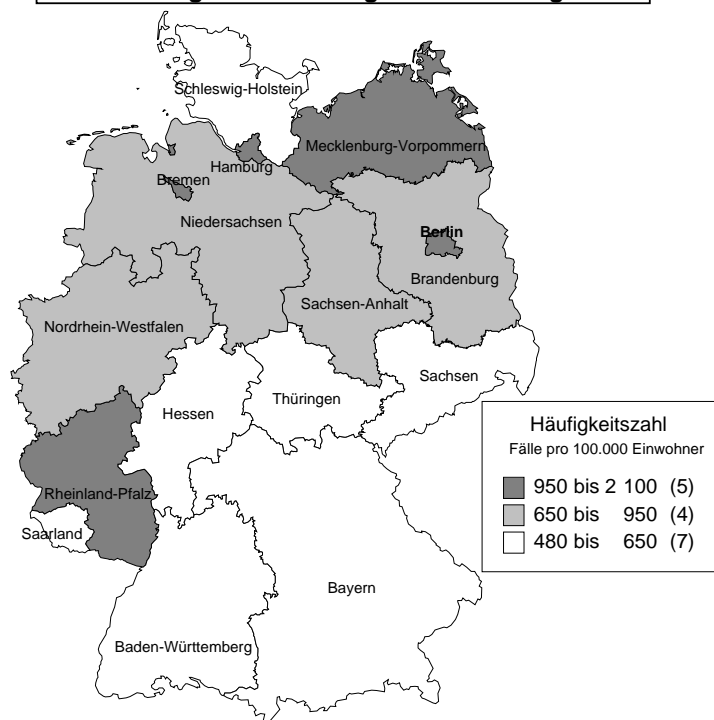 Schleswig-Holstein
Mecklenburg-Vorpommern
Hamburg
Bremen
Niedersachsen
Berlin
Brandenburg
Sachsen-Anhalt
Nordrhein-Westfalen
Sachsen
Thüringen
Hessen
Häufigkeitszahl
Fälle pro 100.000 Einwohner
950 bis 2 100 (5)
650 bis 950 (4)
480 bis 650 (7)
Rheinland-Pfalz
Saarland
Bayern
Baden-Württemberg